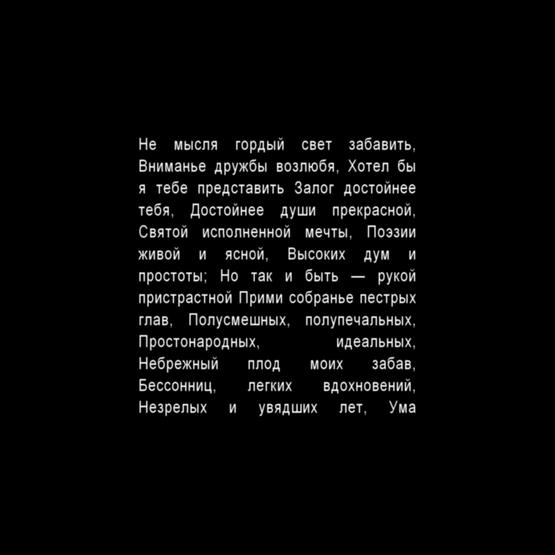 Не мысля гордый свет забавить,
Вниманье дружбы возлюбя, Хотел бы
я тебе представить Залог достойнее
тебя, Достойнее души прекрасной,
Святой исполненной мечты, Поэзии
живой и ясной, Высоких дум и
простоты; Но так и быть — рукой
пристрастной Прими собранье пестрых
глав, Полусмешных, полупечальных,
Простонародных, идеальных,
Небрежный плод моих забав,
Бессонниц, легких вдохновений,
Незрелых и увядших лет, Ума